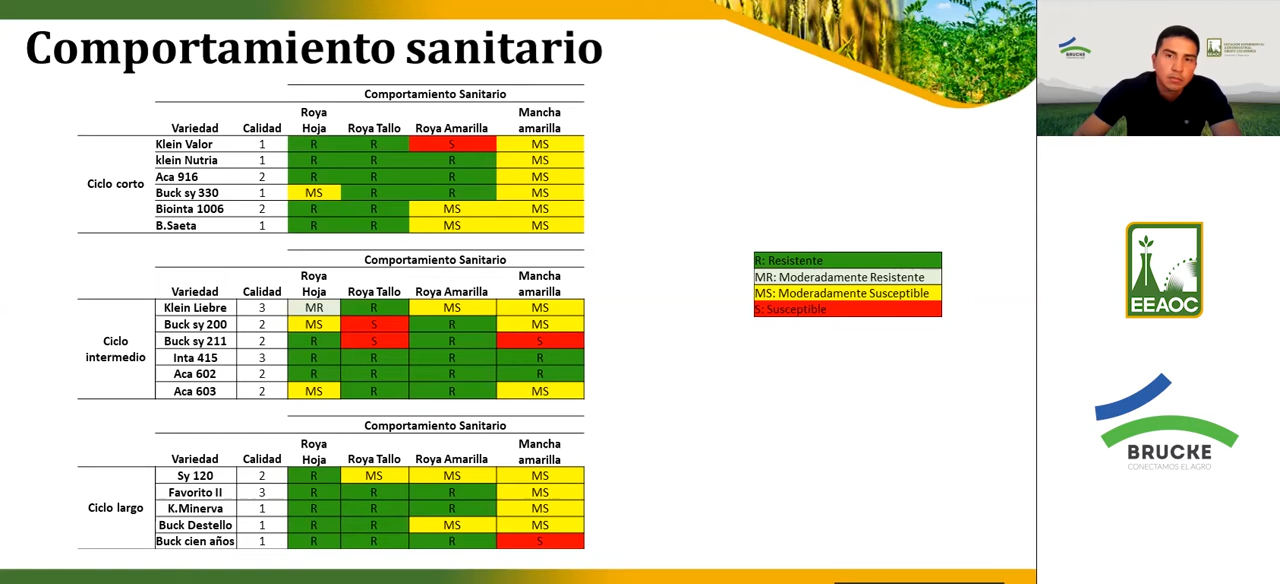 Comportamiento sanitario
Comportamiento Sanitario
Variedad Calidad Roya Hoja Roya Tallo Roya Amarilla Mancha amarilla
Ciclo corto
Klein Valor 1 R R S MS
klein Nutria 1 R R R MS
Aca 916 2 R R R MS
Buck sy 330 1 MS R R MS
Biointa 1006 2 R R MS MS
B.Saeta 1 R R MS MS
Comportamiento Sanitario
Variedad Calidad Roya Hoja Roya Tallo Roya Amarilla Mancha amarilla
Ciclo intermedio
Klein Liebre 3 MR R MS MS
Buck sy 200 2 MS S R MS
Buck sy 211 2 R S R S
Inta 415 3 R R R R
Aca 602 2 R R R R
Aca 603 2 MS R R MS
Comportamiento Sanitario
Variedad Calidad Roya Hoja Roya Tallo Roya Amarilla Mancha amarilla
Ciclo largo
Sy 120 2 R MS MS MS
Favorito II 3 R R R MS
K.Minerva 1 R R R MS
Buck Destello 1 R R MS MS
Buck cien años 1 R R R S
R: Resistente
MR: Moderadamente Resistente
MS: Moderadamente Susceptible
S: Susceptible
BRUCKE
EEAOC
BRUCKE
CONECTAMOS EL AGRO